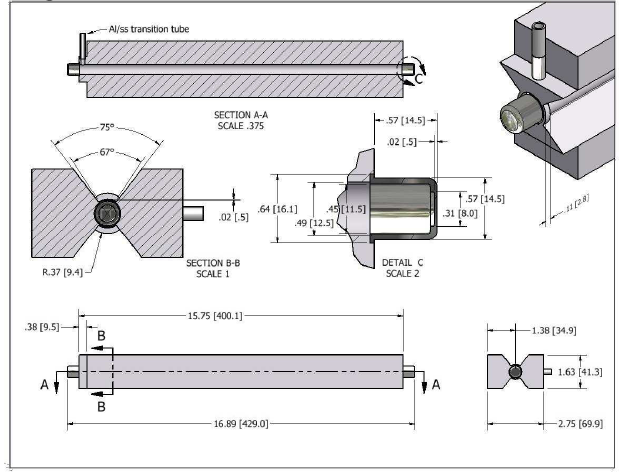 Al/ss transition tube
C
SECTION A-A
SCALE .375
75°
67°
.02 [.5]
R.37 [9.4]
SECTION B-B
SCALE 1
.57 [14.5]
.02 [.5]
.64 [16.1]
.45 [11.5]
.49 [12.5]
.57 [14.5]
.31 [8.0]
DETAIL C
SCALE 2
.11 [2.8]
15.75 [400.1]
.38 [9.5]
B
B
A
A
16.89 [429.0]
1.38 [34.9]
1.63 [41.3]
2.75 [69.9]